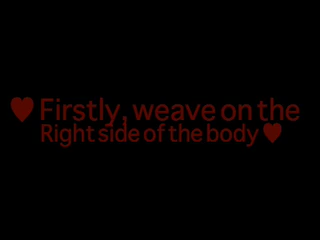 ♥ Firstly, weave on the
Right side of the body ♥